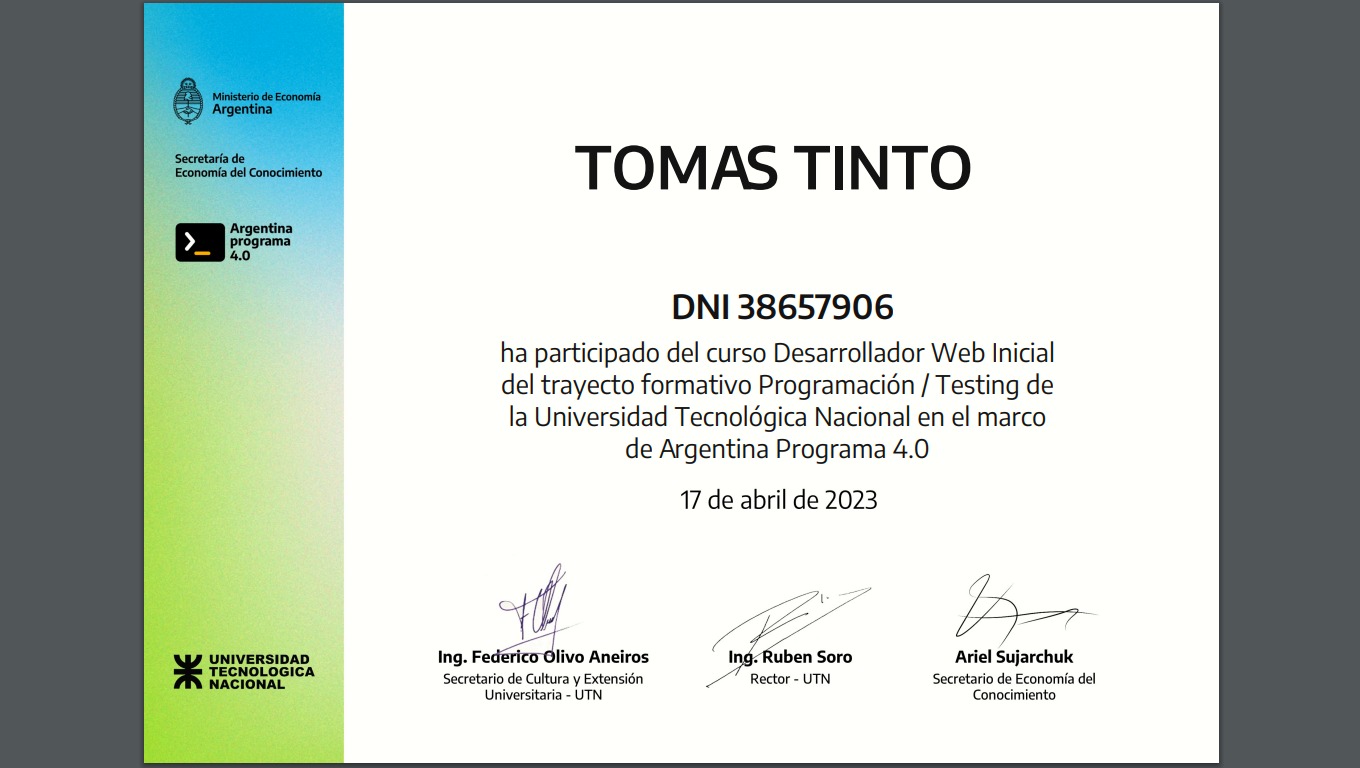 Ministerio de Economía
Argentina
Secretaría de
Economía del Conocimiento
Argentina
programa
4.0
TOMAS TINTO
DNI 38657906
ha participado del curso Desarrollador Web Inicial
del trayecto formativo Programación / Testing de
la Universidad Tecnológica Nacional en el marco
de Argentina Programa 4.0
17 de abril de 2023
Ing. Federico Olivo Aneiros
Secretario de Cultura y Extensión
Universitaria - UTN
Ing. Ruben Soro
Rector - UTN
Ariel Sujarchuk
Secretario de Economía del
Conocimiento
UNIVERSIDAD
TECNOLOGICA
NACIONAL